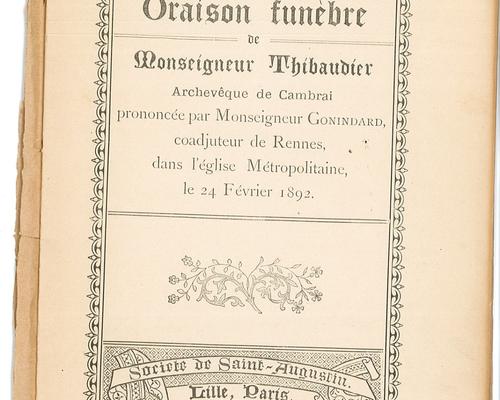 Oraison funèbre
de
Monseigneur Thibaudier
Archevêque de Cambrai
prononcée par Monseigneur GONINDARD,
coadjuteur de Rennes,
dans l'église Métropolitaine,
le 24 Février 1892.
Société de Saint-Augustin.
Lille, Paris.